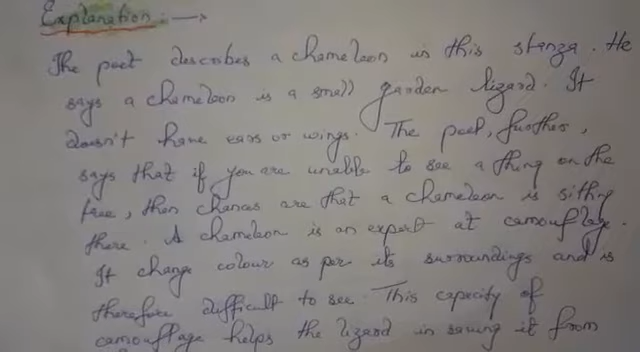 Explanation :→
The poet describes a chameleon in this stanza. He
says a chameleon is a small garden lizard. It
doesn't have ears or wings. The poet, further,
says that if you are unable to see a thing on the
tree, then chances are that a chameleon is sitting
there. A chameleon is an expert at camouflage.
It change colour as per its surroundings and is
therefore difficult to see. This capacity of
camouflage helps the lizard in saving it from